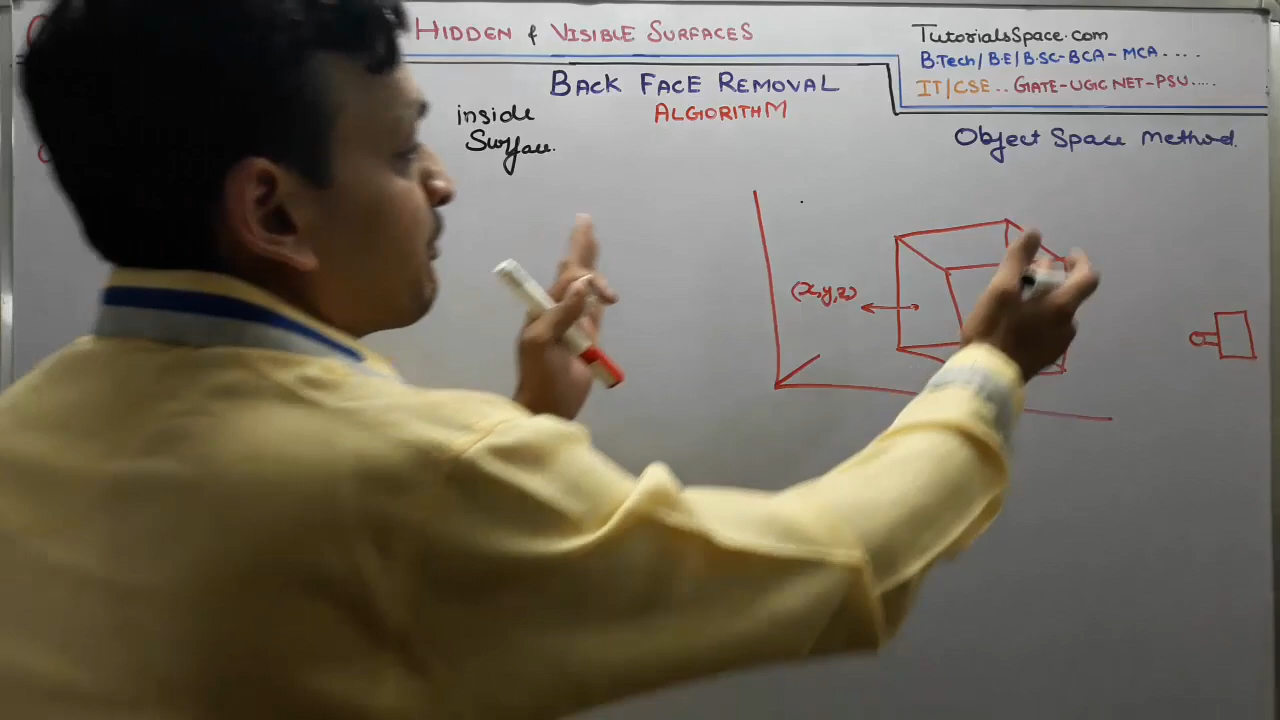 HIDDEN & VISIBLE SURFACES
TutorialsSpace.com
B.Tech/B.E/B.SC-BCA-MCA....
IT/CSE.. GATE-UGC NET-PSU....
BACK FACE REMOVAL
ALGORITHM
inside
Surface.
Object Space Method.
(x,y,z)